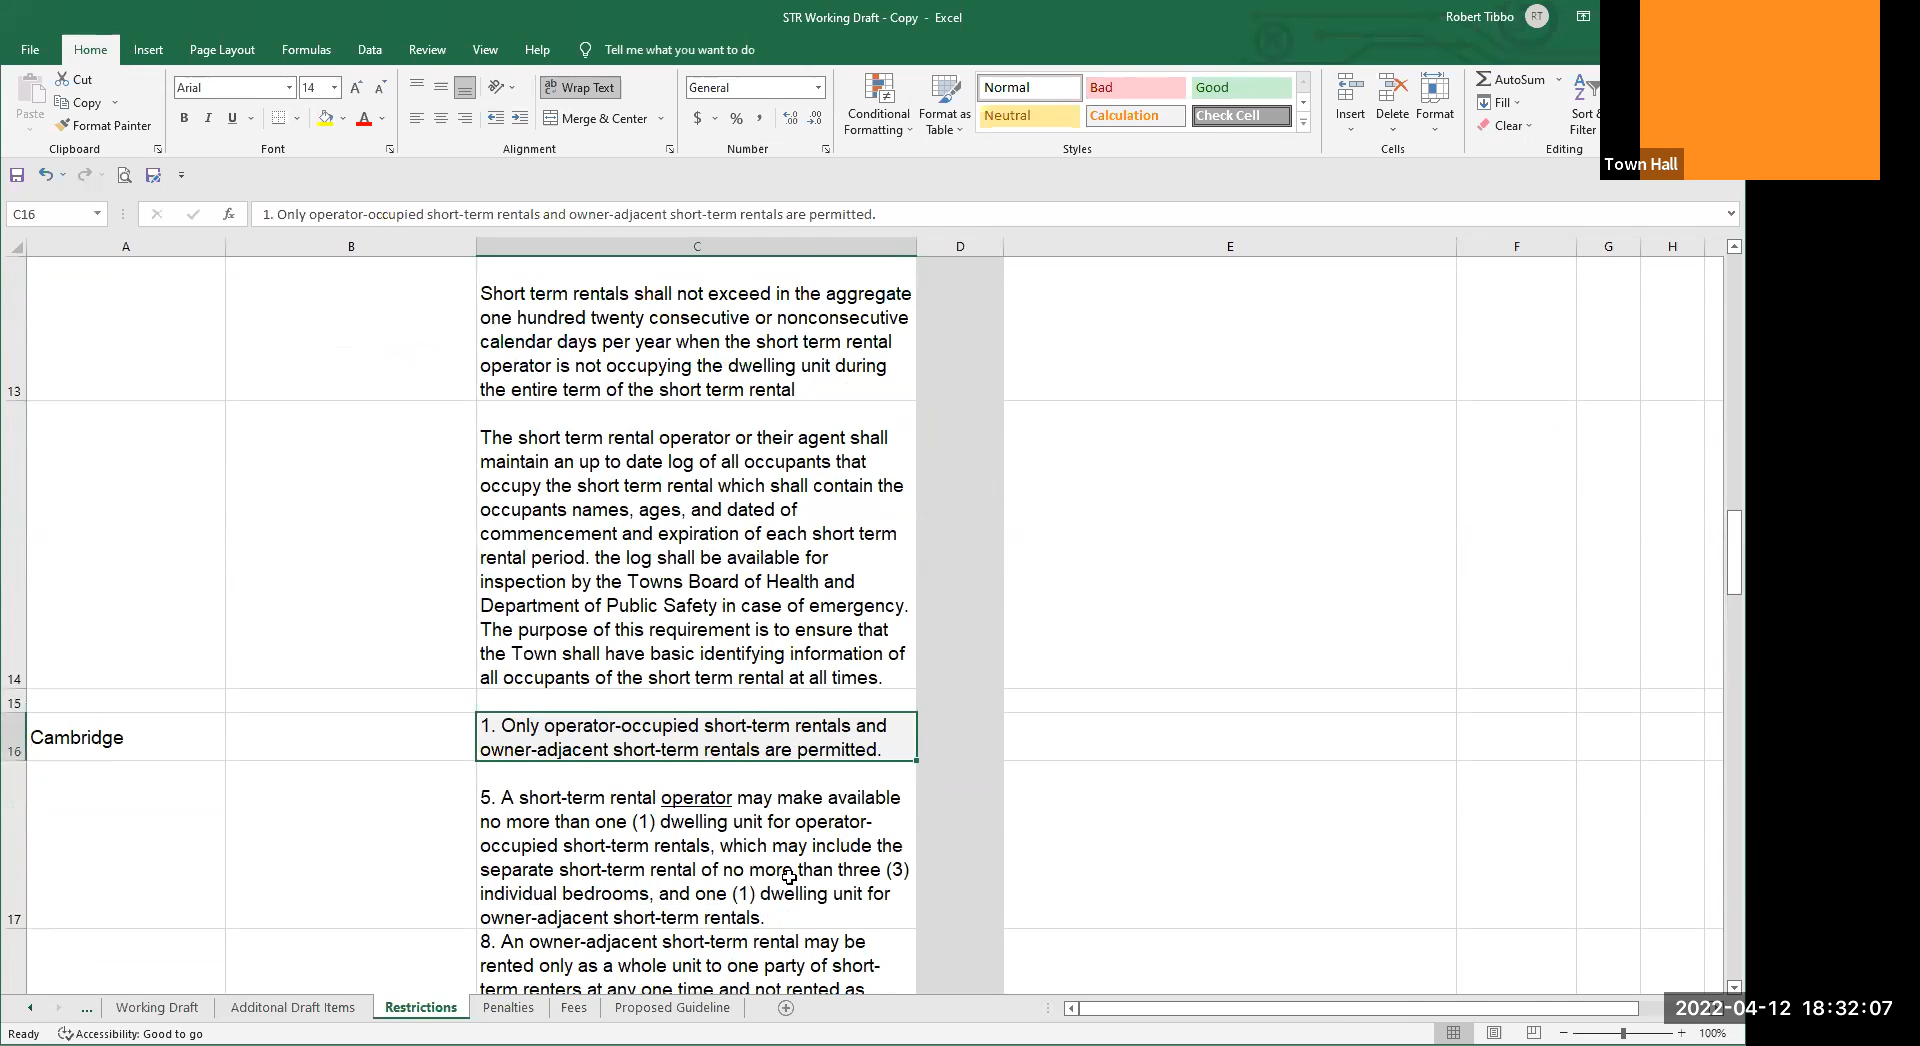 STR Working Draft - Copy - Excel
Robert Tibbo RT
File Home Insert Page Layout Formulas Data Review View Help Tell me what you want to do
Paste Cut Copy Format Painter Clipboard
Arial 14 A A B I U A Font
ab Wrap Text Merge & Center Alignment
General $ % , Number
Conditional Formatting Format as Table
Normal Bad Good
Neutral Calculation Check Cell
Styles
Insert Delete Format Cells
AutoSum Fill Clear Sort & Filter Editing
Town Hall
C16 fx 1. Only operator-occupied short-term rentals and owner-adjacent short-term rentals are permitted.
A B C D E F G H
Short term rentals shall not exceed in the aggregate
one hundred twenty consecutive or nonconsecutive
calendar days per year when the short term rental
operator is not occupying the dwelling unit during
13 the entire term of the short term rental
The short term rental operator or their agent shall
maintain an up to date log of all occupants that
occupy the short term rental which shall contain the
occupants names, ages, and dated of
commencement and expiration of each short term
rental period. the log shall be available for
inspection by the Towns Board of Health and
Department of Public Safety in case of emergency.
The purpose of this requirement is to ensure that
the Town shall have basic identifying information of
14 all occupants of the short term rental at all times.
15
1. Only operator-occupied short-term rentals and
16 Cambridge owner-adjacent short-term rentals are permitted.
5. A short-term rental operator may make available
no more than one (1) dwelling unit for operator-
occupied short-term rentals, which may include the
separate short-term rental of no more than three (3)
individual bedrooms, and one (1) dwelling unit for
17 owner-adjacent short-term rentals.
8. An owner-adjacent short-term rental may be
rented only as a whole unit to one party of short-
term renters at any one time and not rented as
... Working Draft Additonal Draft Items Restrictions Penalties Fees Proposed Guideline
2022-04-12 18:32:07
Ready Accessibility: Good to go 100%